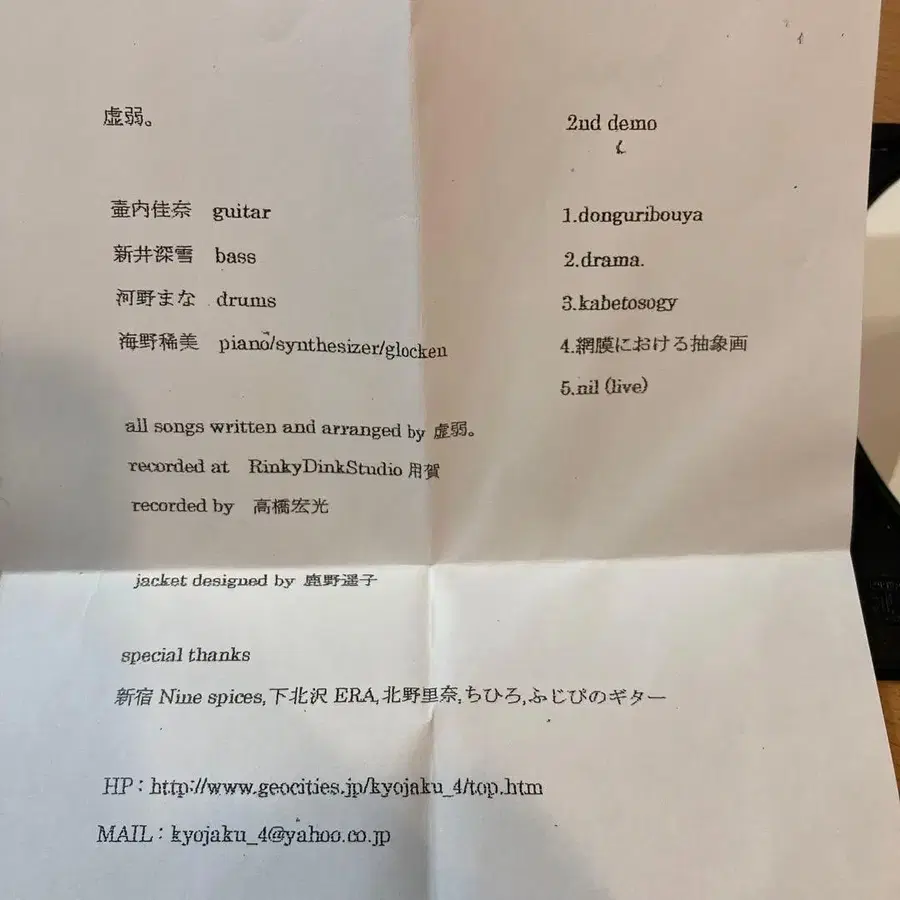 虚弱。
壷内佳奈 guitar
新井深雪 bass
河野まな drums
海野稀美 piano/synthesizer/glocken
all songs written and arranged by 虚弱。
recorded at RinkyDinkStudio 用賀
recorded by 高橋宏光
jacket designed by 鹿野遥子
special thanks
新宿 Nine spices,下北沢 ERA,北野里奈,ちひろ,ふじぴのギター
HP：http://www.geocities.jp/kyojaku_4/top.htm
MAIL：kyojaku_4@yahoo.co.jp
2nd demo
1.donguribouya
2.drama.
3.kabetosogy
4.網膜における抽象画
5.nil (live)